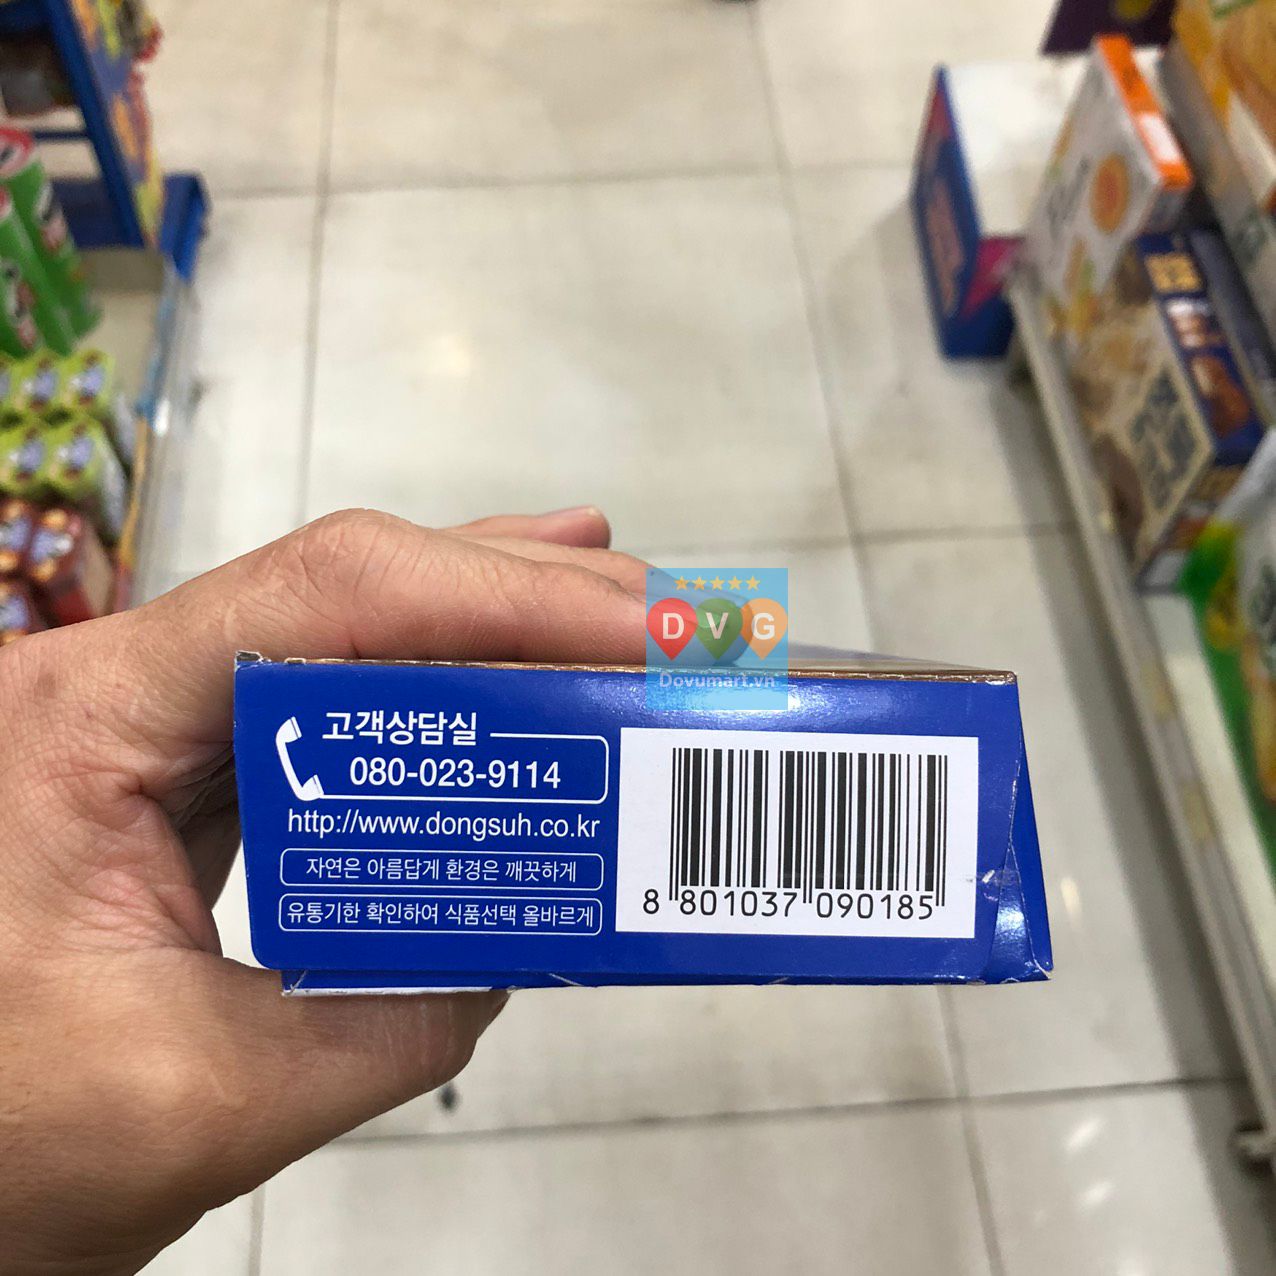 DVG
Dovumart.vn
고객상담실
080-023-9114
http://www.dongsuh.co.kr
자연은 아름답게 환경은 깨끗하게
유통기한 확인하여 식품선택 올바르게
8 801037 090185